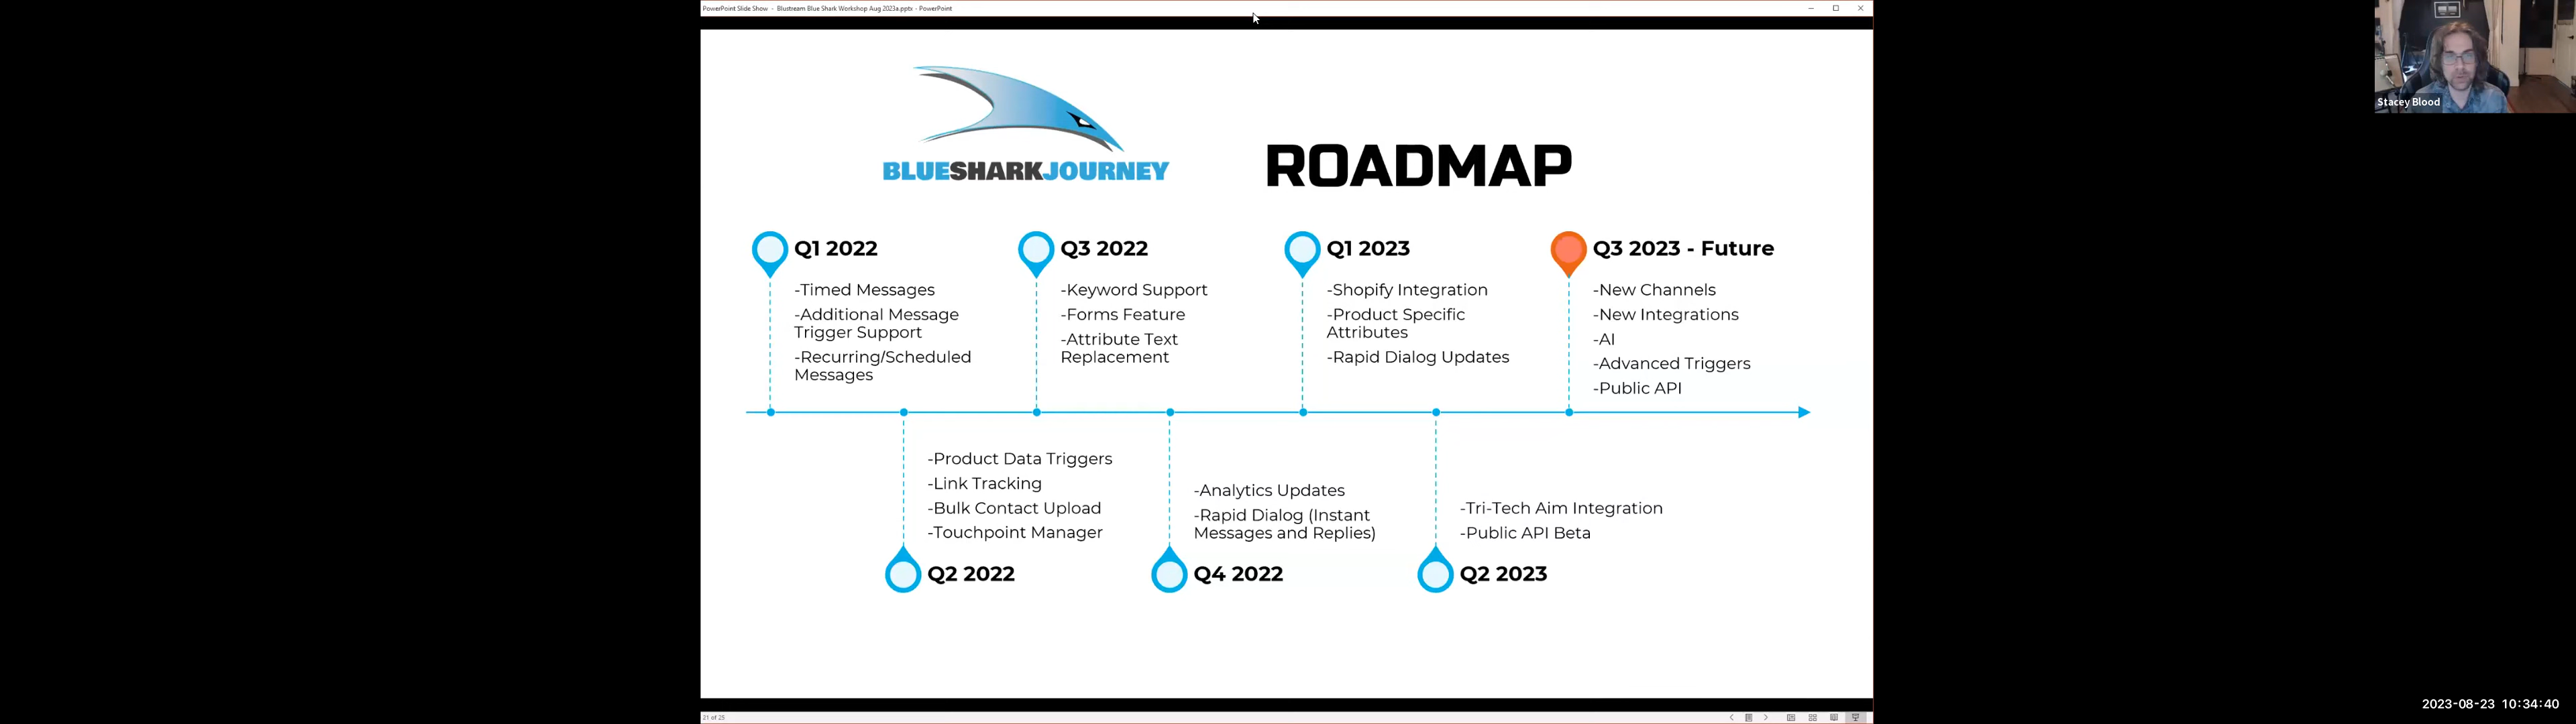 PowerPoint Slide Show - Blustream Blue Shark Workshop Aug 2023a.pptx - PowerPoint
Stacey Blood
BLUESHARKJOURNEY
ROADMAP
Q1 2022
-Timed Messages
-Additional Message
Trigger Support
-Recurring/Scheduled
Messages
Q3 2022
-Keyword Support
-Forms Feature
-Attribute Text
Replacement
Q1 2023
-Shopify Integration
-Product Specific
Attributes
-Rapid Dialog Updates
Q3 2023 - Future
-New Channels
-New Integrations
-AI
-Advanced Triggers
-Public API
-Product Data Triggers
-Link Tracking
-Bulk Contact Upload
-Touchpoint Manager
Q2 2022
-Analytics Updates
-Rapid Dialog (Instant
Messages and Replies)
Q4 2022
-Tri-Tech Aim Integration
-Public API Beta
Q2 2023
21 of 25
2023-08-23 10:34:40